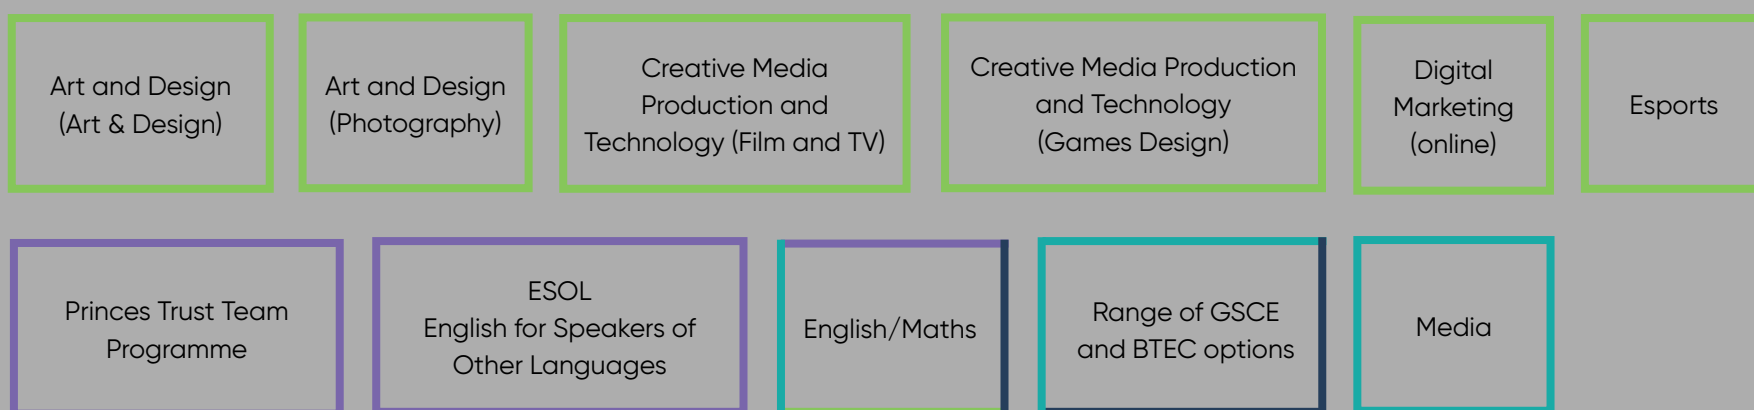 Art and Design
(Art & Design)
Art and Design
(Photography)
Creative Media
Production and
Technology (Film and TV)
Creative Media Production
and Technology
(Games Design)
Digital
Marketing
(online)
Esports
Princes Trust Team
Programme
ESOL
English for Speakers of
Other Languages
English/Maths
Range of GSCE
and BTEC options
Media